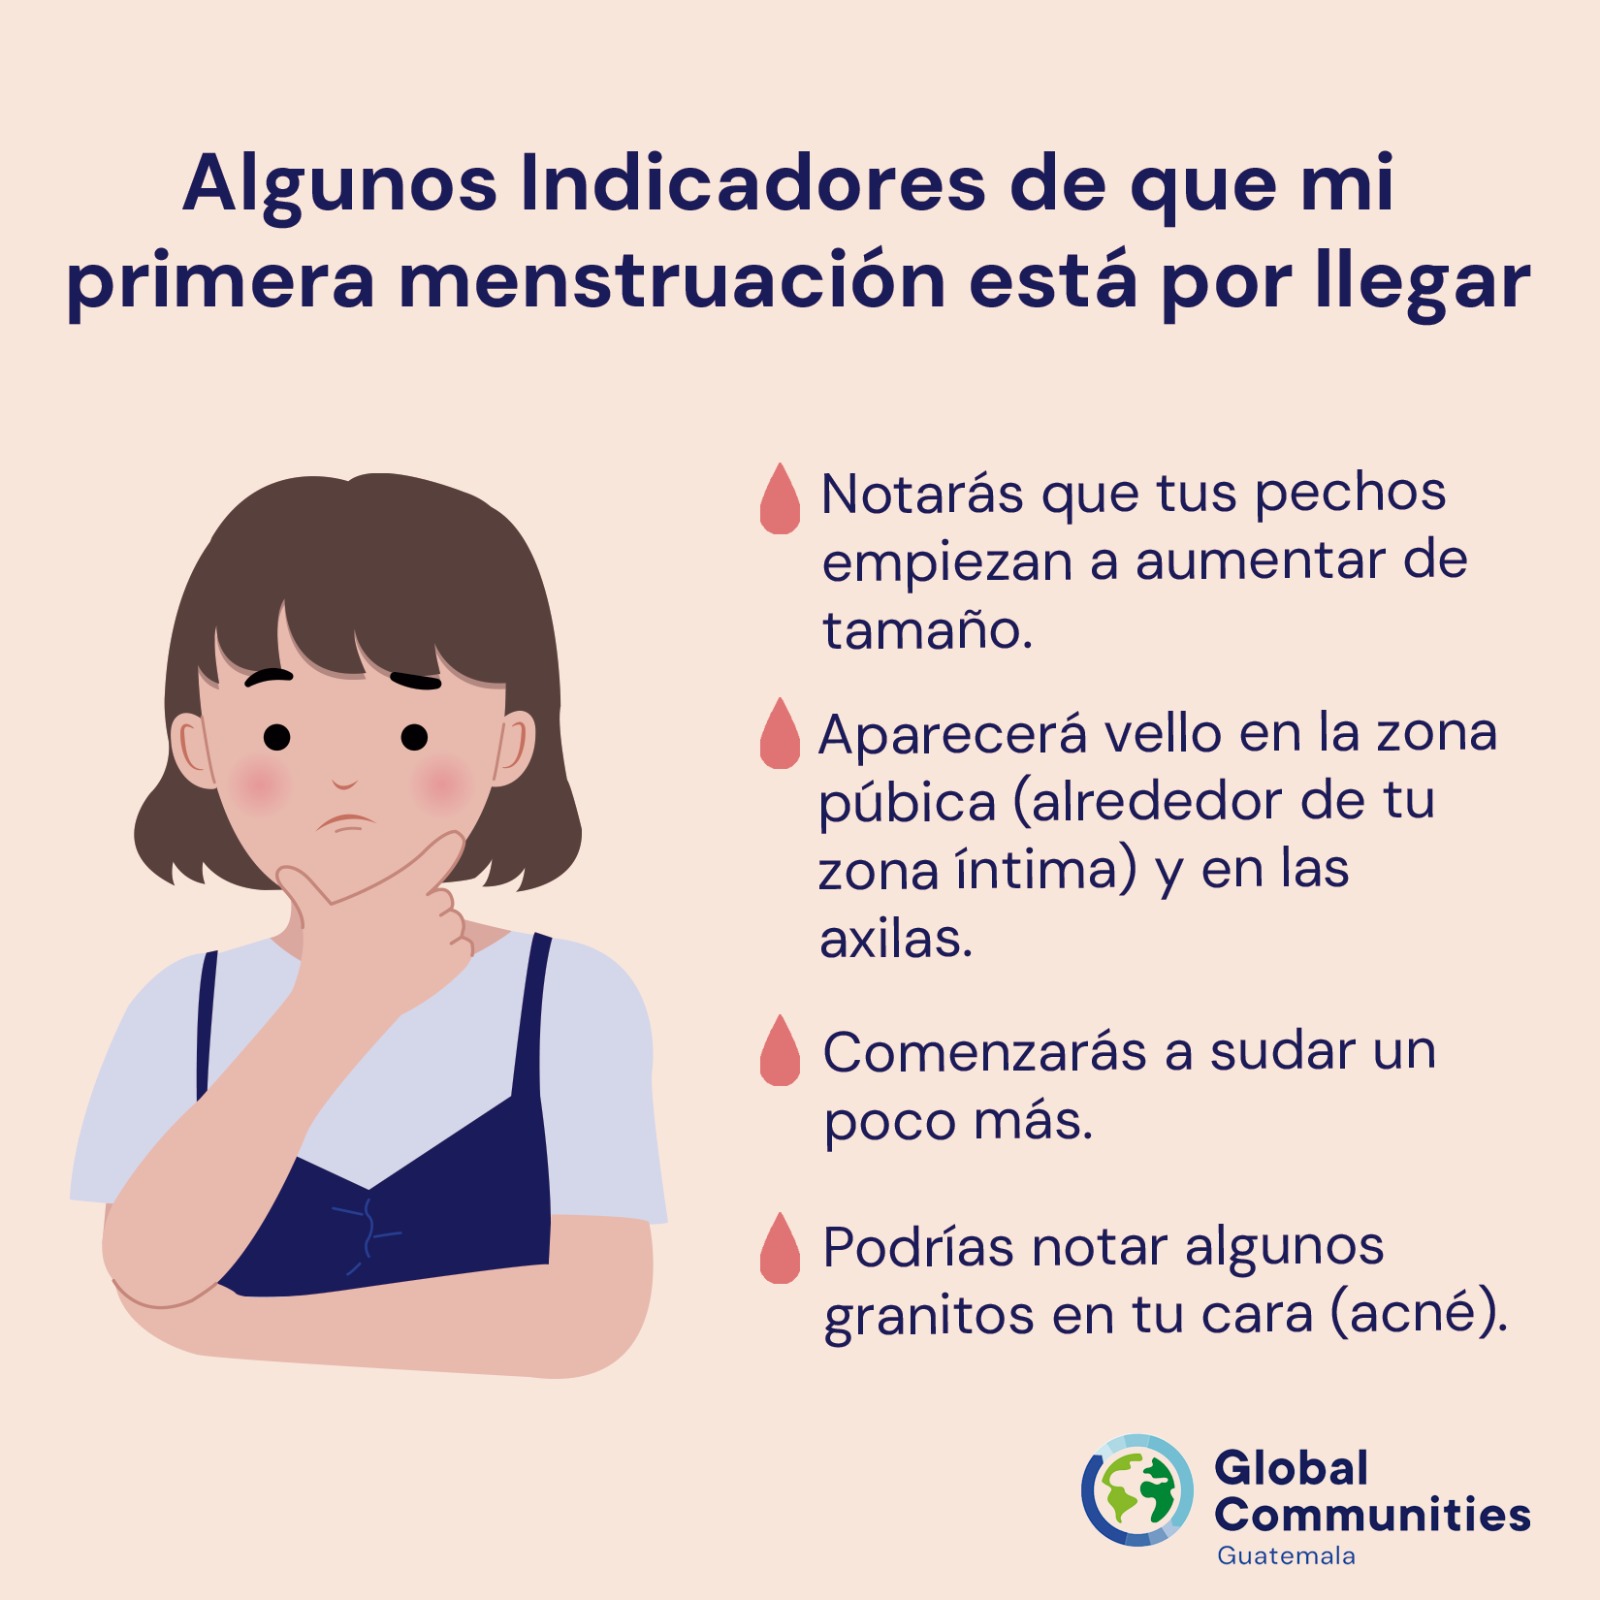 Algunos Indicadores de que mi
primera menstruación está por llegar
Notarás que tus pechos
empiezan a aumentar de
tamaño.
Aparecerá vello en la zona
púbica (alrededor de tu
zona íntima) y en las
axilas.
Comenzarás a sudar un
poco más.
Podrías notar algunos
granitos en tu cara (acné).
Global
Communities
Guatemala